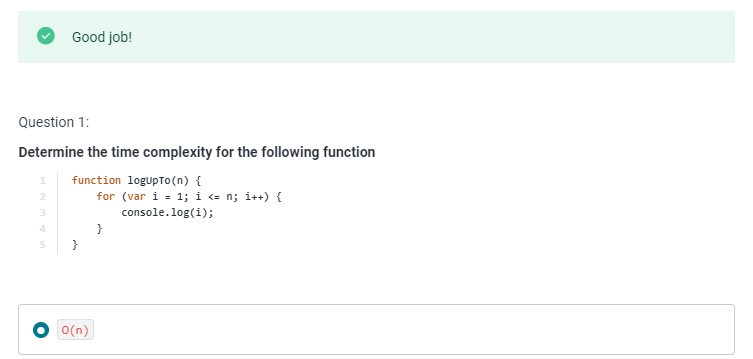 Good job!
Question 1:
Determine the time complexity for the following function
1 function logUpTo(n) {
2     for (var i = 1; i <= n; i++) {
3         console.log(i);
4     }
5 }
O(n)